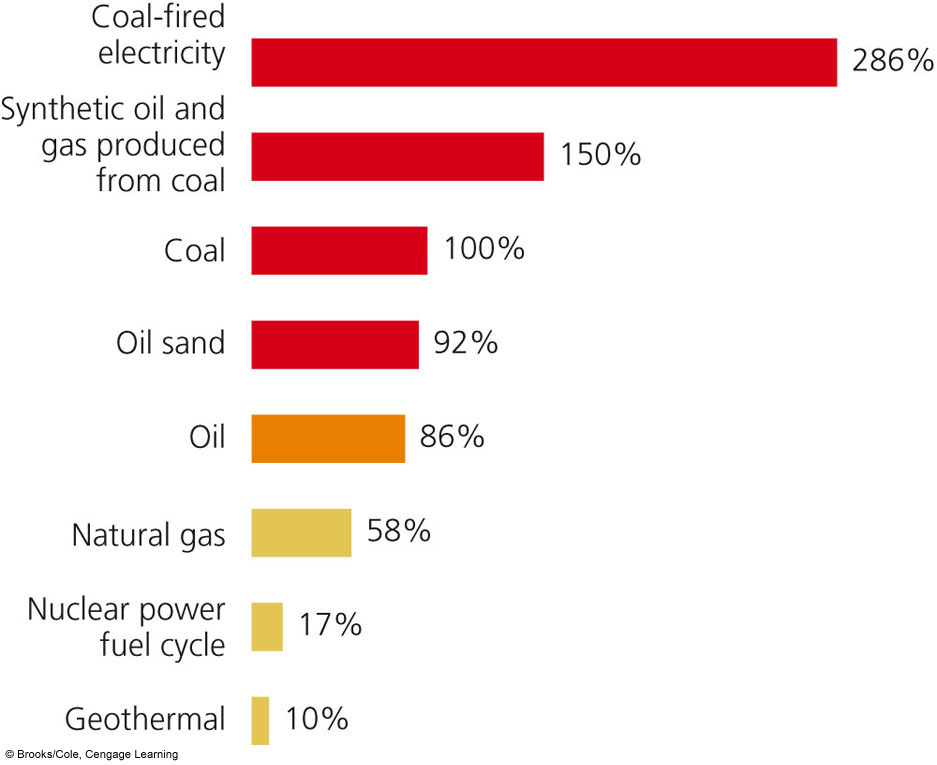 Coal-fired
electricity
286%
Synthetic oil and
gas produced
from coal
150%
Coal
100%
Oil sand
92%
Oil
86%
Natural gas
58%
Nuclear power
fuel cycle
17%
Geothermal
10%
© Brooks/Cole, Cengage Learning